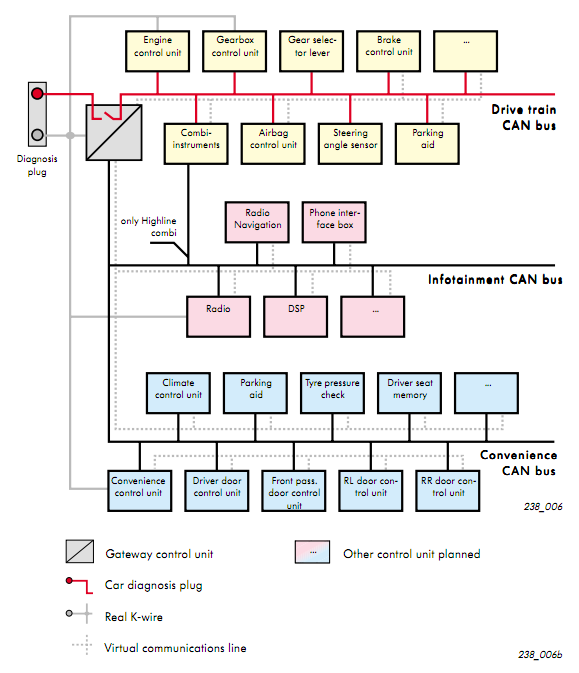 Engine
control unit
Gearbox
control unit
Gear selec-
tor lever
Brake
control unit
...
Drive train
CAN bus
Diagnosis
plug
Combi-
instruments
Airbag
control unit
Steering
angle sensor
Parking
aid
only Highline
combi
Radio
Navigation
Phone inter-
face box
Infotainment CAN bus
Radio
DSP
...
Climate
control unit
Parking
aid
Tyre pressure
check
Driver seat
memory
...
Convenience
CAN bus
Convenience
control unit
Driver door
control unit
Front pass.
door control
unit
RL door con-
trol unit
RR door con-
trol unit
238_006
Gateway control unit
...
Other control unit planned
Car diagnosis plug
Real K-wire
Virtual communications line
238_006b